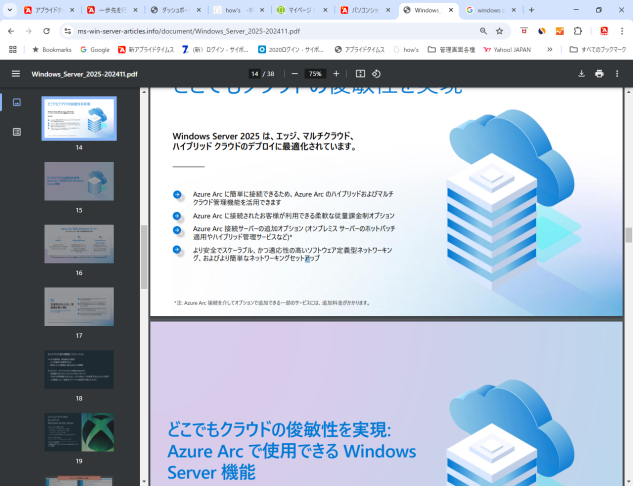 アプライドタ
一歩先を行
ダッシュボー
how's
マイページ
パソコンショ
Windows_
windows
ms-win-server-articles.info/document/Windows_Server_2025-202411.pdf
Bookmarks
Google
新アプライドタイムス
(新) ログイン - サイボ...
2020ログイン - サイボ...
アプライドタイムス
how's
管理画面各種
Yahoo! JAPAN
»
すべてのブックマーク
Windows_Server_2025-202411.pdf
14 / 38
75%
14
15
16
17
18
19
どこでもクラウドの俊敏性を実現
Windows Server 2025 は、エッジ、マルチクラウド、
ハイブリッド クラウドのデプロイに最適化されています。
Azure Arc に簡単に接続できるため、Azure Arc のハイブリッドおよびマルチ
クラウド管理機能を活用できます
Azure Arc に接続されたお客様が利用できる柔軟な従量課金制オプション
Azure Arc 接続サーバーの追加オプション (オンプレミス サーバーのホットパッチ
適用やハイブリッド管理サービスなど)*
より安全でスケーラブル、かつ適応性の高いソフトウェア定義型ネットワーキン
グ、およびより簡単なネットワーキングセットアップ
*注: Azure Arc 接続を介してオプションで追加できる一部のサービスには、追加料金がかかります。
どこでもクラウドの俊敏性を実現:
Azure Arc で使用できる Windows
Server 機能